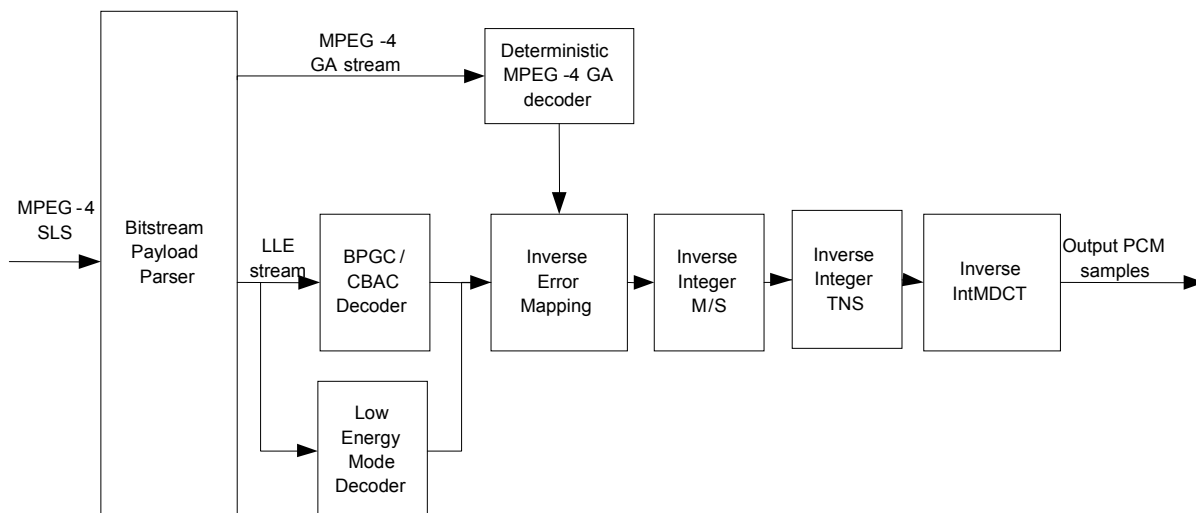 MPEG -4
GA stream
Deterministic
MPEG -4 GA
decoder
MPEG - 4
SLS
Bitstream
Payload
Parser
LLE
stream
BPGC /
CBAC
Decoder
Inverse
Error
Mapping
Inverse
Integer
M/S
Inverse
Integer
TNS
Inverse
IntMDCT
Output PCM
samples
Low
Energy
Mode
Decoder